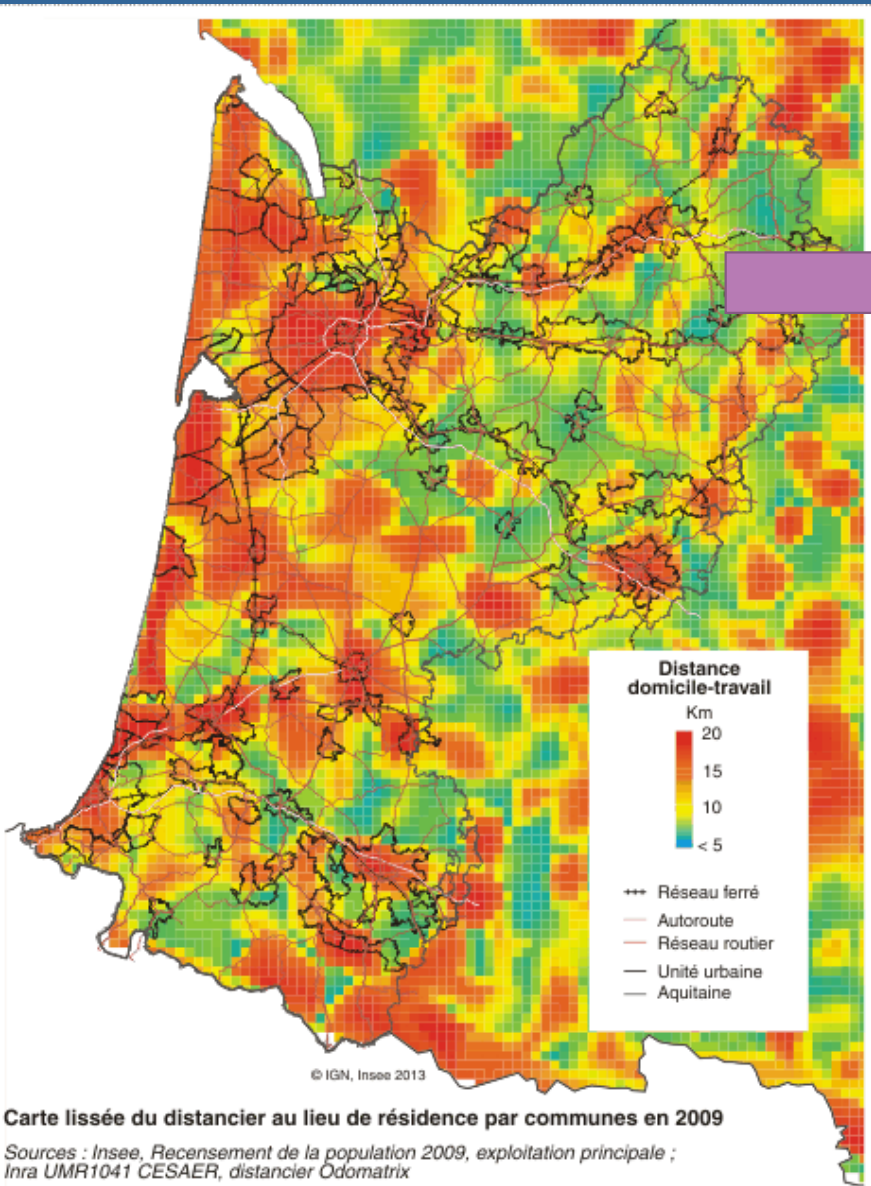 Distance
domicile-travail
Km
20
15
10
< 5
Réseau ferré
Autoroute
Réseau routier
Unité urbaine
Aquitaine
© IGN, Insee 2013
Carte lissée du distancier au lieu de résidence par communes en 2009
Sources : Insee, Recensement de la population 2009, exploitation principale ;
Inra UMR1041 CESAER, distancier Odomatrix